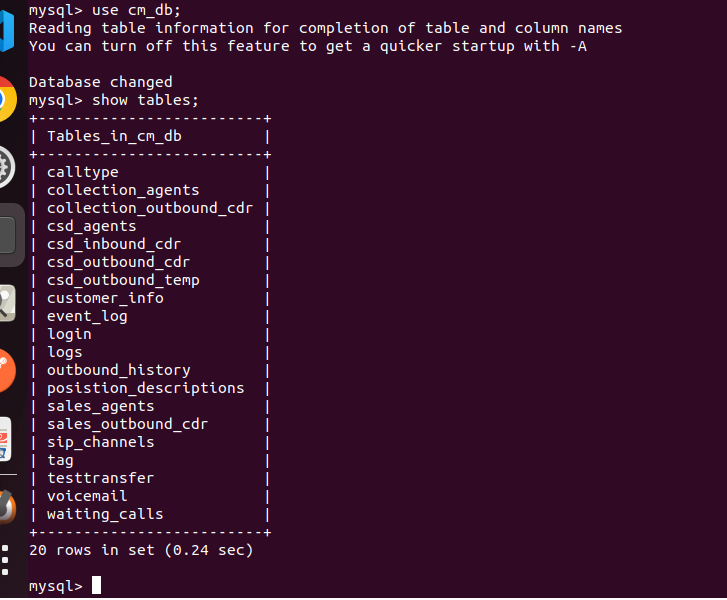 mysql> use cm_db;
Reading table information for completion of table and column names
You can turn off this feature to get a quicker startup with -A
Database changed
mysql> show tables;
+-------------------------+
| Tables_in_cm_db         |
+-------------------------+
| calltype                |
| collection_agents       |
| collection_outbound_cdr |
| csd_agents              |
| csd_inbound_cdr         |
| csd_outbound_cdr        |
| csd_outbound_temp       |
| customer_info           |
| event_log               |
| login                   |
| logs                    |
| outbound_history        |
| posistion_descriptions  |
| sales_agents            |
| sales_outbound_cdr      |
| sip_channels            |
| tag                     |
| testtransfer            |
| voicemail               |
| waiting_calls           |
+-------------------------+
20 rows in set (0.24 sec)
mysql>